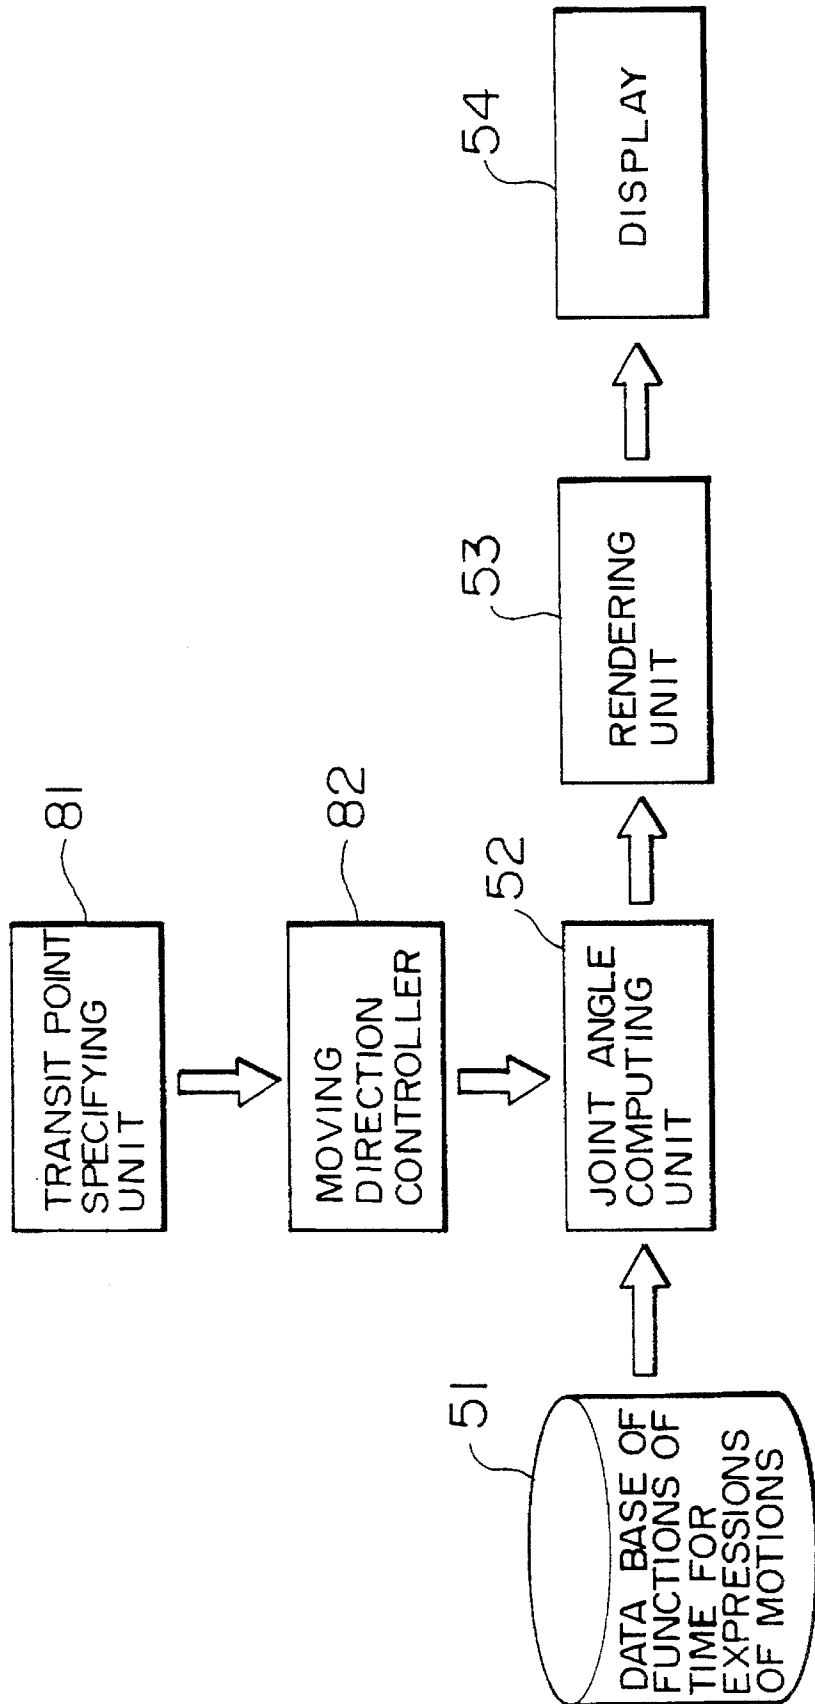 81
TRANSIT POINT
SPECIFYING
UNIT
82
MOVING
DIRECTION
CONTROLLER
51
DATA BASE OF
FUNCTIONS OF
TIME FOR
EXPRESSIONS
OF MOTIONS
52
JOINT ANGLE
COMPUTING
UNIT
53
RENDERING
UNIT
54
DISPLAY